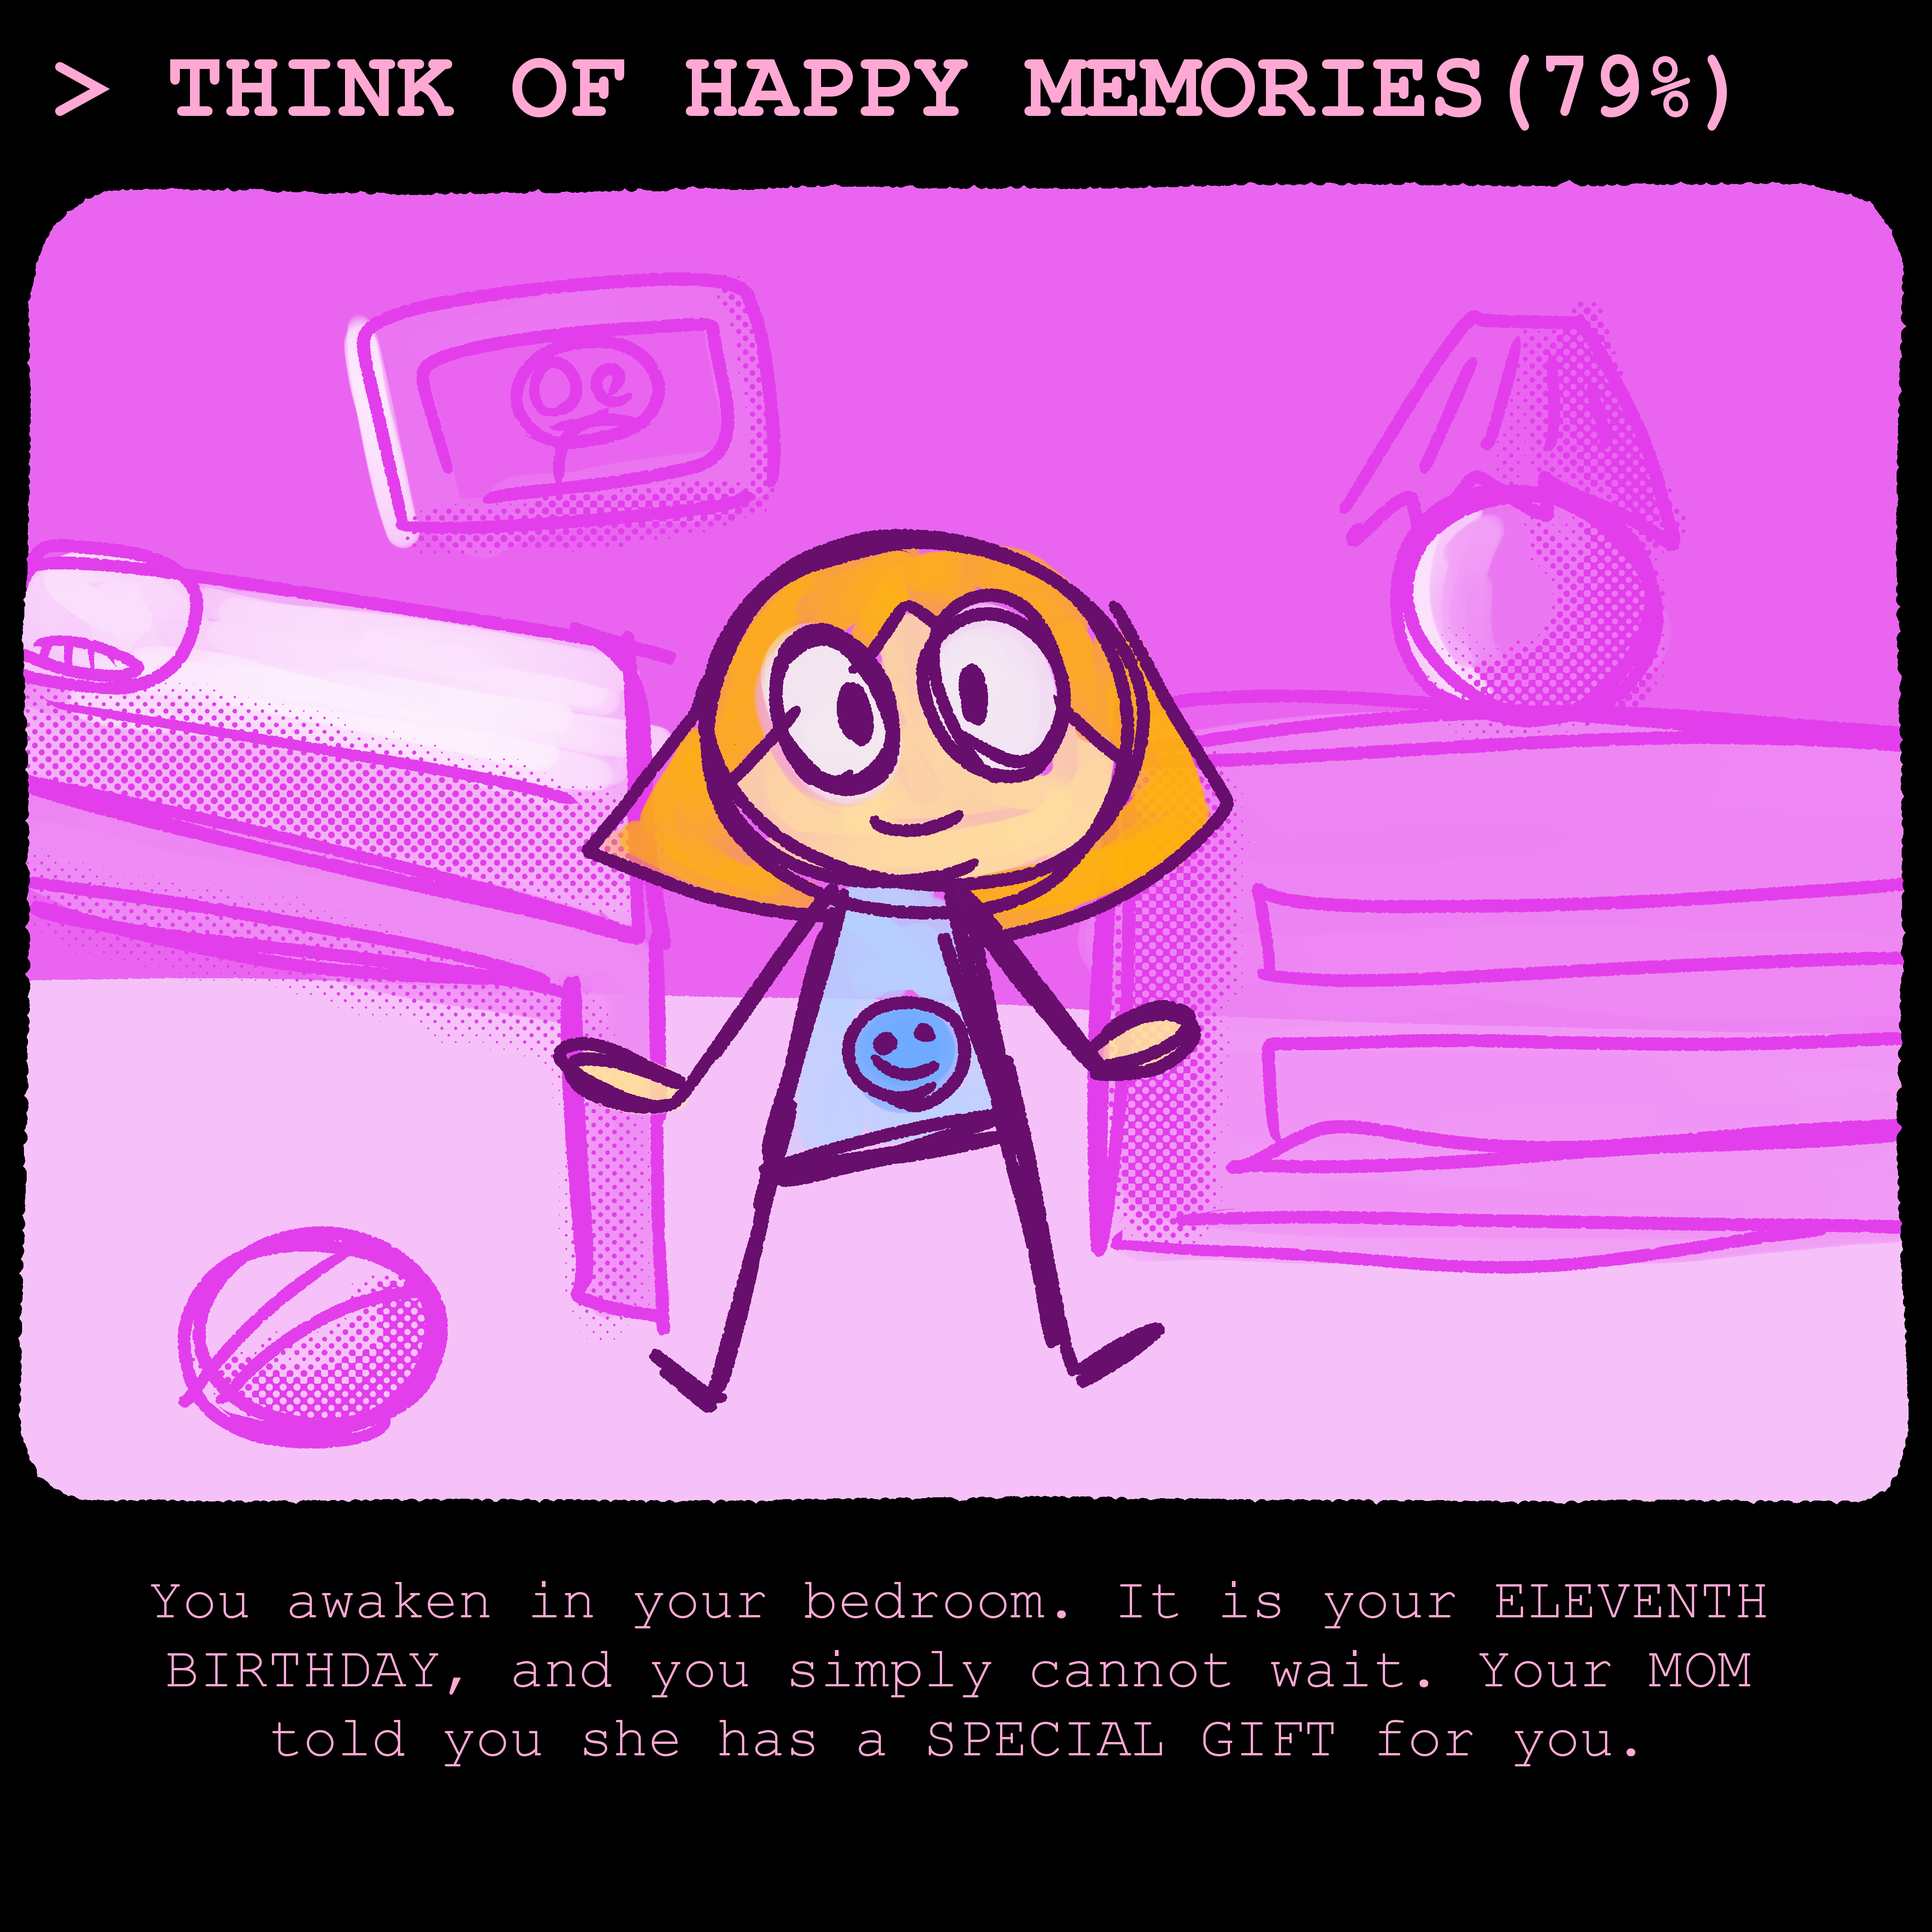 > THINK OF HAPPY MEMORIES(79%)
You awaken in your bedroom. It is your ELEVENTH
BIRTHDAY, and you simply cannot wait. Your MOM
told you she has a SPECIAL GIFT for you.